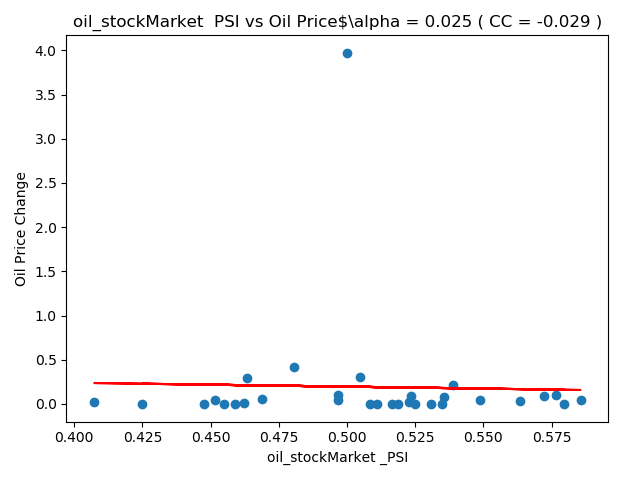 oil_stockMarket  PSI vs Oil Price$\alpha = 0.025 ( CC = -0.029 )
4.0
3.5
3.0
2.5
2.0
1.5
1.0
0.5
0.0
Oil Price Change
0.400 0.425 0.450 0.475 0.500 0.525 0.550 0.575
oil_stockMarket _PSI